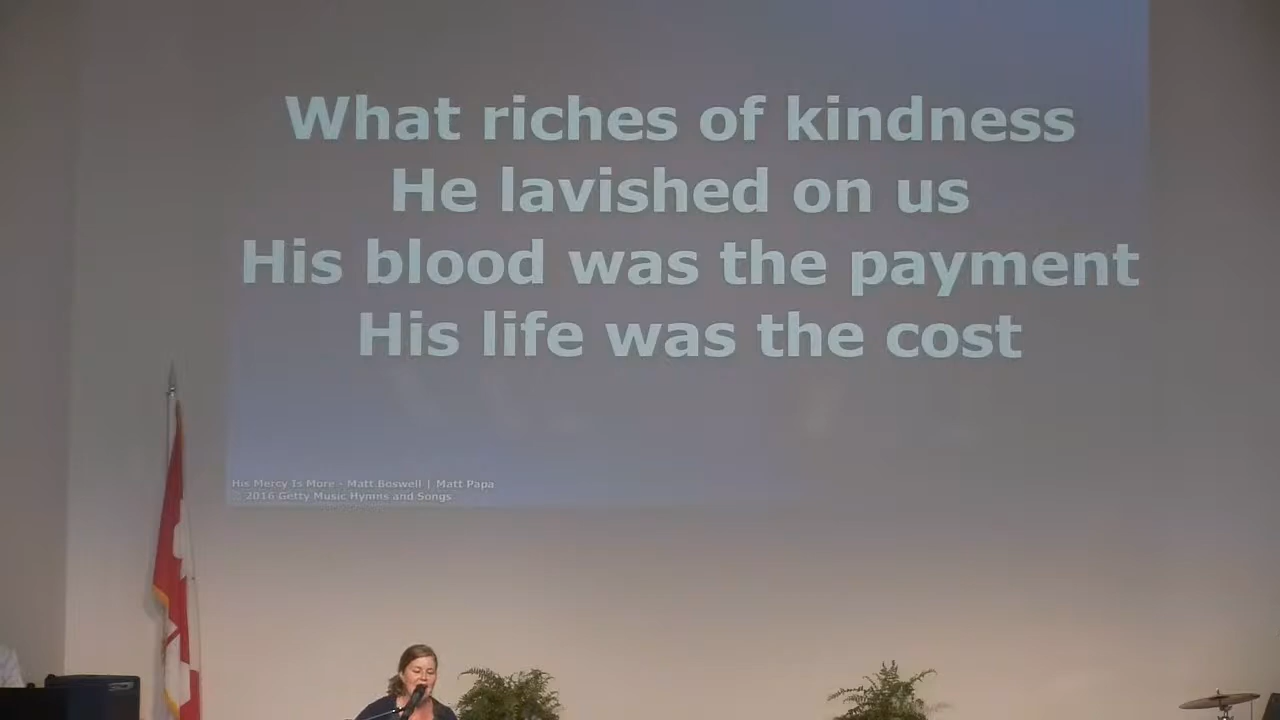 What riches of kindness
He lavished on us
His blood was the payment
His life was the cost
His Mercy Is More - Matt Boswell | Matt Papa
© 2016 Getty Music Hymns and Songs